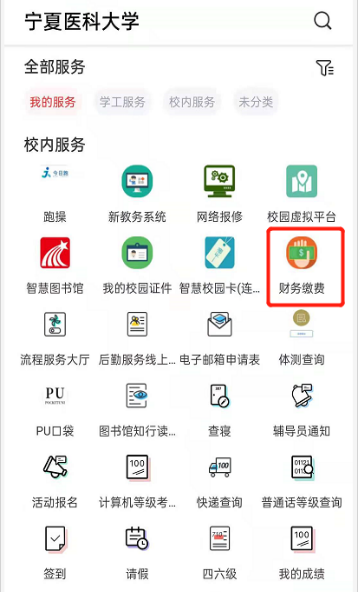 宁夏医科大学
全部服务
我的服务 学工服务 校内服务 未分类
校内服务
跑操 新教务系统 网络报修 校园虚拟平台
智慧图书馆 我的校园证件 智慧校园卡(连... 财务缴费
流程服务大厅 后勤服务线上... 电子邮箱申请表 体测查询
PU
PU口袋 图书馆知行读... 查寝 辅导员通知
100 100 01121
活动报名 计算机等级考... 快递查询 普通话等级查询
750 100
签到 请假 四六级 我的成绩